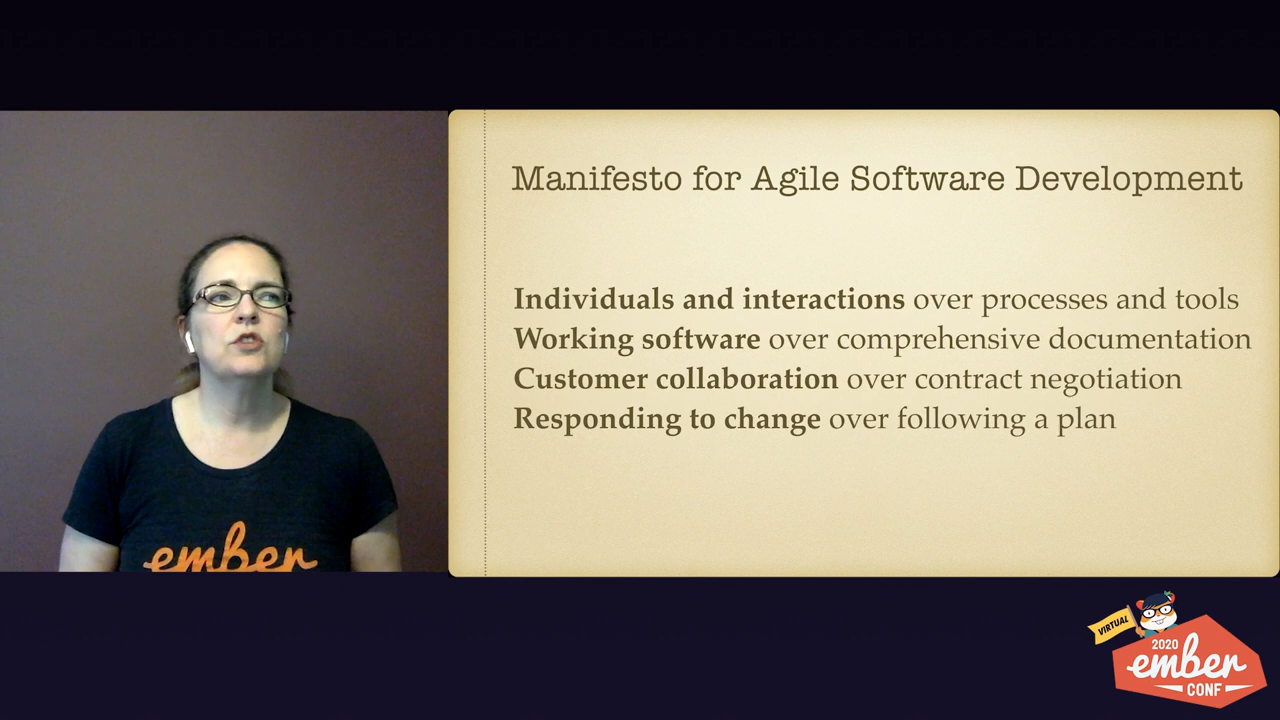 Manifesto for Agile Software Development
Individuals and interactions over processes and tools
Working software over comprehensive documentation
Customer collaboration over contract negotiation
Responding to change over following a plan
ember
VIRTUAL
2020
ember
CONF